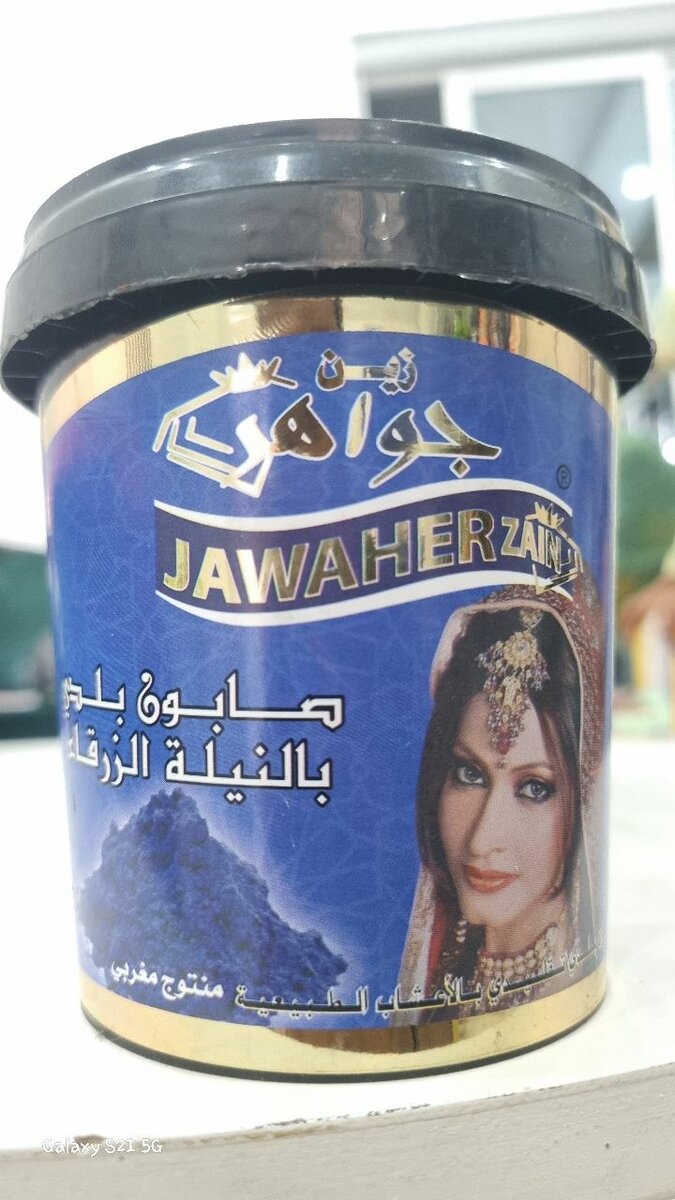 زين
جواهر
®
JAWAHER ZAIN
صابون بلدي
بالنيلة الزرقاء
منتوج مغربي
بالأعشاب الطبيعية
Galaxy S21 5G